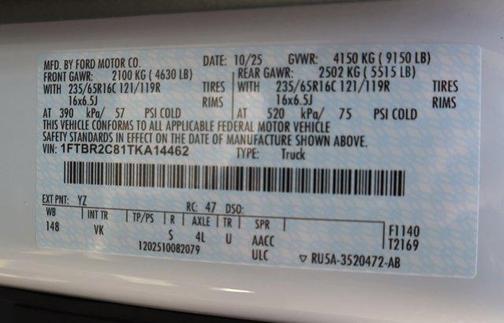 MFD. BY FORD MOTOR CO. DATE: 10/25 GVWR: 4150 KG (9150 LB)
FRONT GAWR: 2100 KG (4630 LB) REAR GAWR: 2502 KG (5515 LB)
WITH 235/65R16C 121/119R TIRES WITH 235/65R16C 121/119R TIRES
16x6.5J RIMS 16x6.5J RIMS
AT 390 kPa/ 57 PSI COLD AT 520 kPa/ 75 PSI COLD
THIS VEHICLE CONFORMS TO ALL APPLICABLE FEDERAL MOTOR VEHICLE
SAFETY STANDARDS IN EFFECT ON THE DATE OF MANUFACTURE SHOWN ABOVE.
VIN: 1FTBR2C81TKA14462 TYPE: Truck
EXT PNT: YZ RC: 47 DSO:
WB INT TR TP/PS R AXLE TR SPR F1140
148 VK S 4L U AACC T2169
1202510082079 ULC ▽ RU5A-3520472-AB